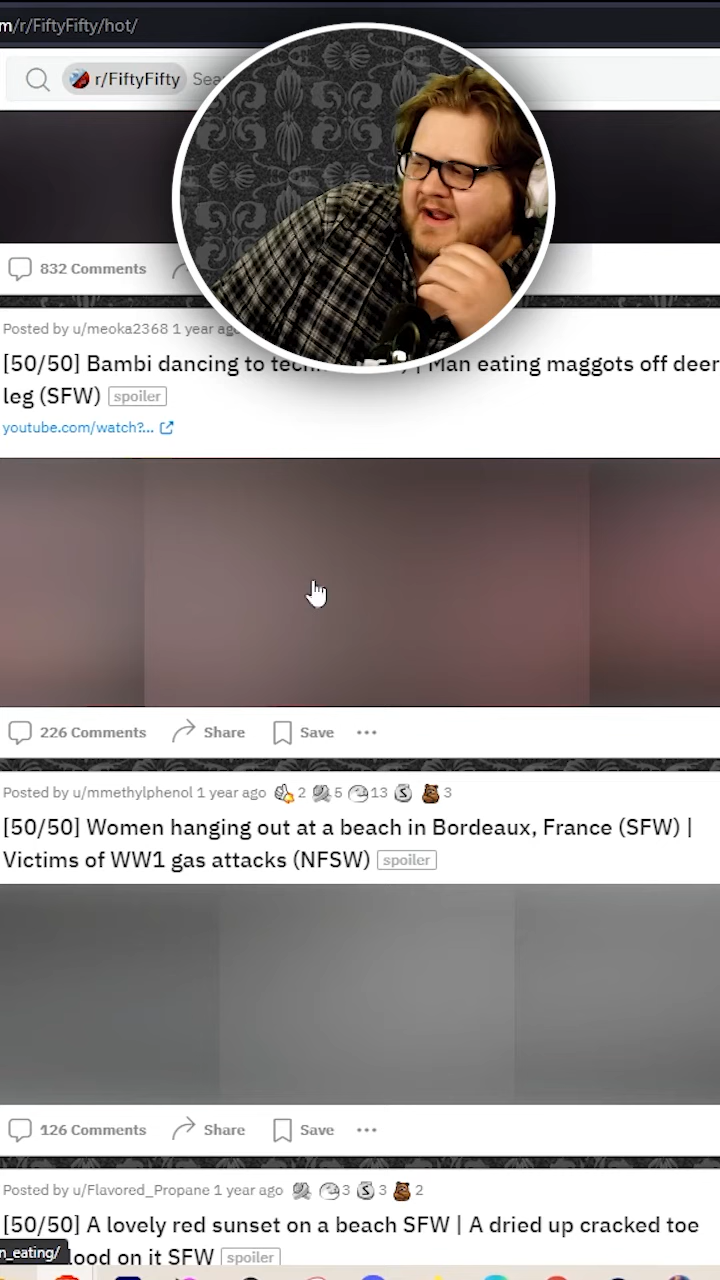 m/r/FiftyFifty/hot/
r/FiftyFifty Sea
832 Comments
Posted by u/meoka2368 1 year ago
[50/50] Bambi dancing to | Man eating maggots off deer
leg (SFW) spoiler
youtube.com/watch?...
226 Comments Share Save
Posted by u/mmethylphenol 1 year ago 2 5 13 3
[50/50] Women hanging out at a beach in Bordeaux, France (SFW) |
Victims of WW1 gas attacks (NFSW) spoiler
126 Comments Share Save
Posted by u/Flavored_Propane 1 year ago 3 3 2
[50/50] A lovely red sunset on a beach SFW | A dried up cracked toe
n_eating/ lood on it SFW spoiler